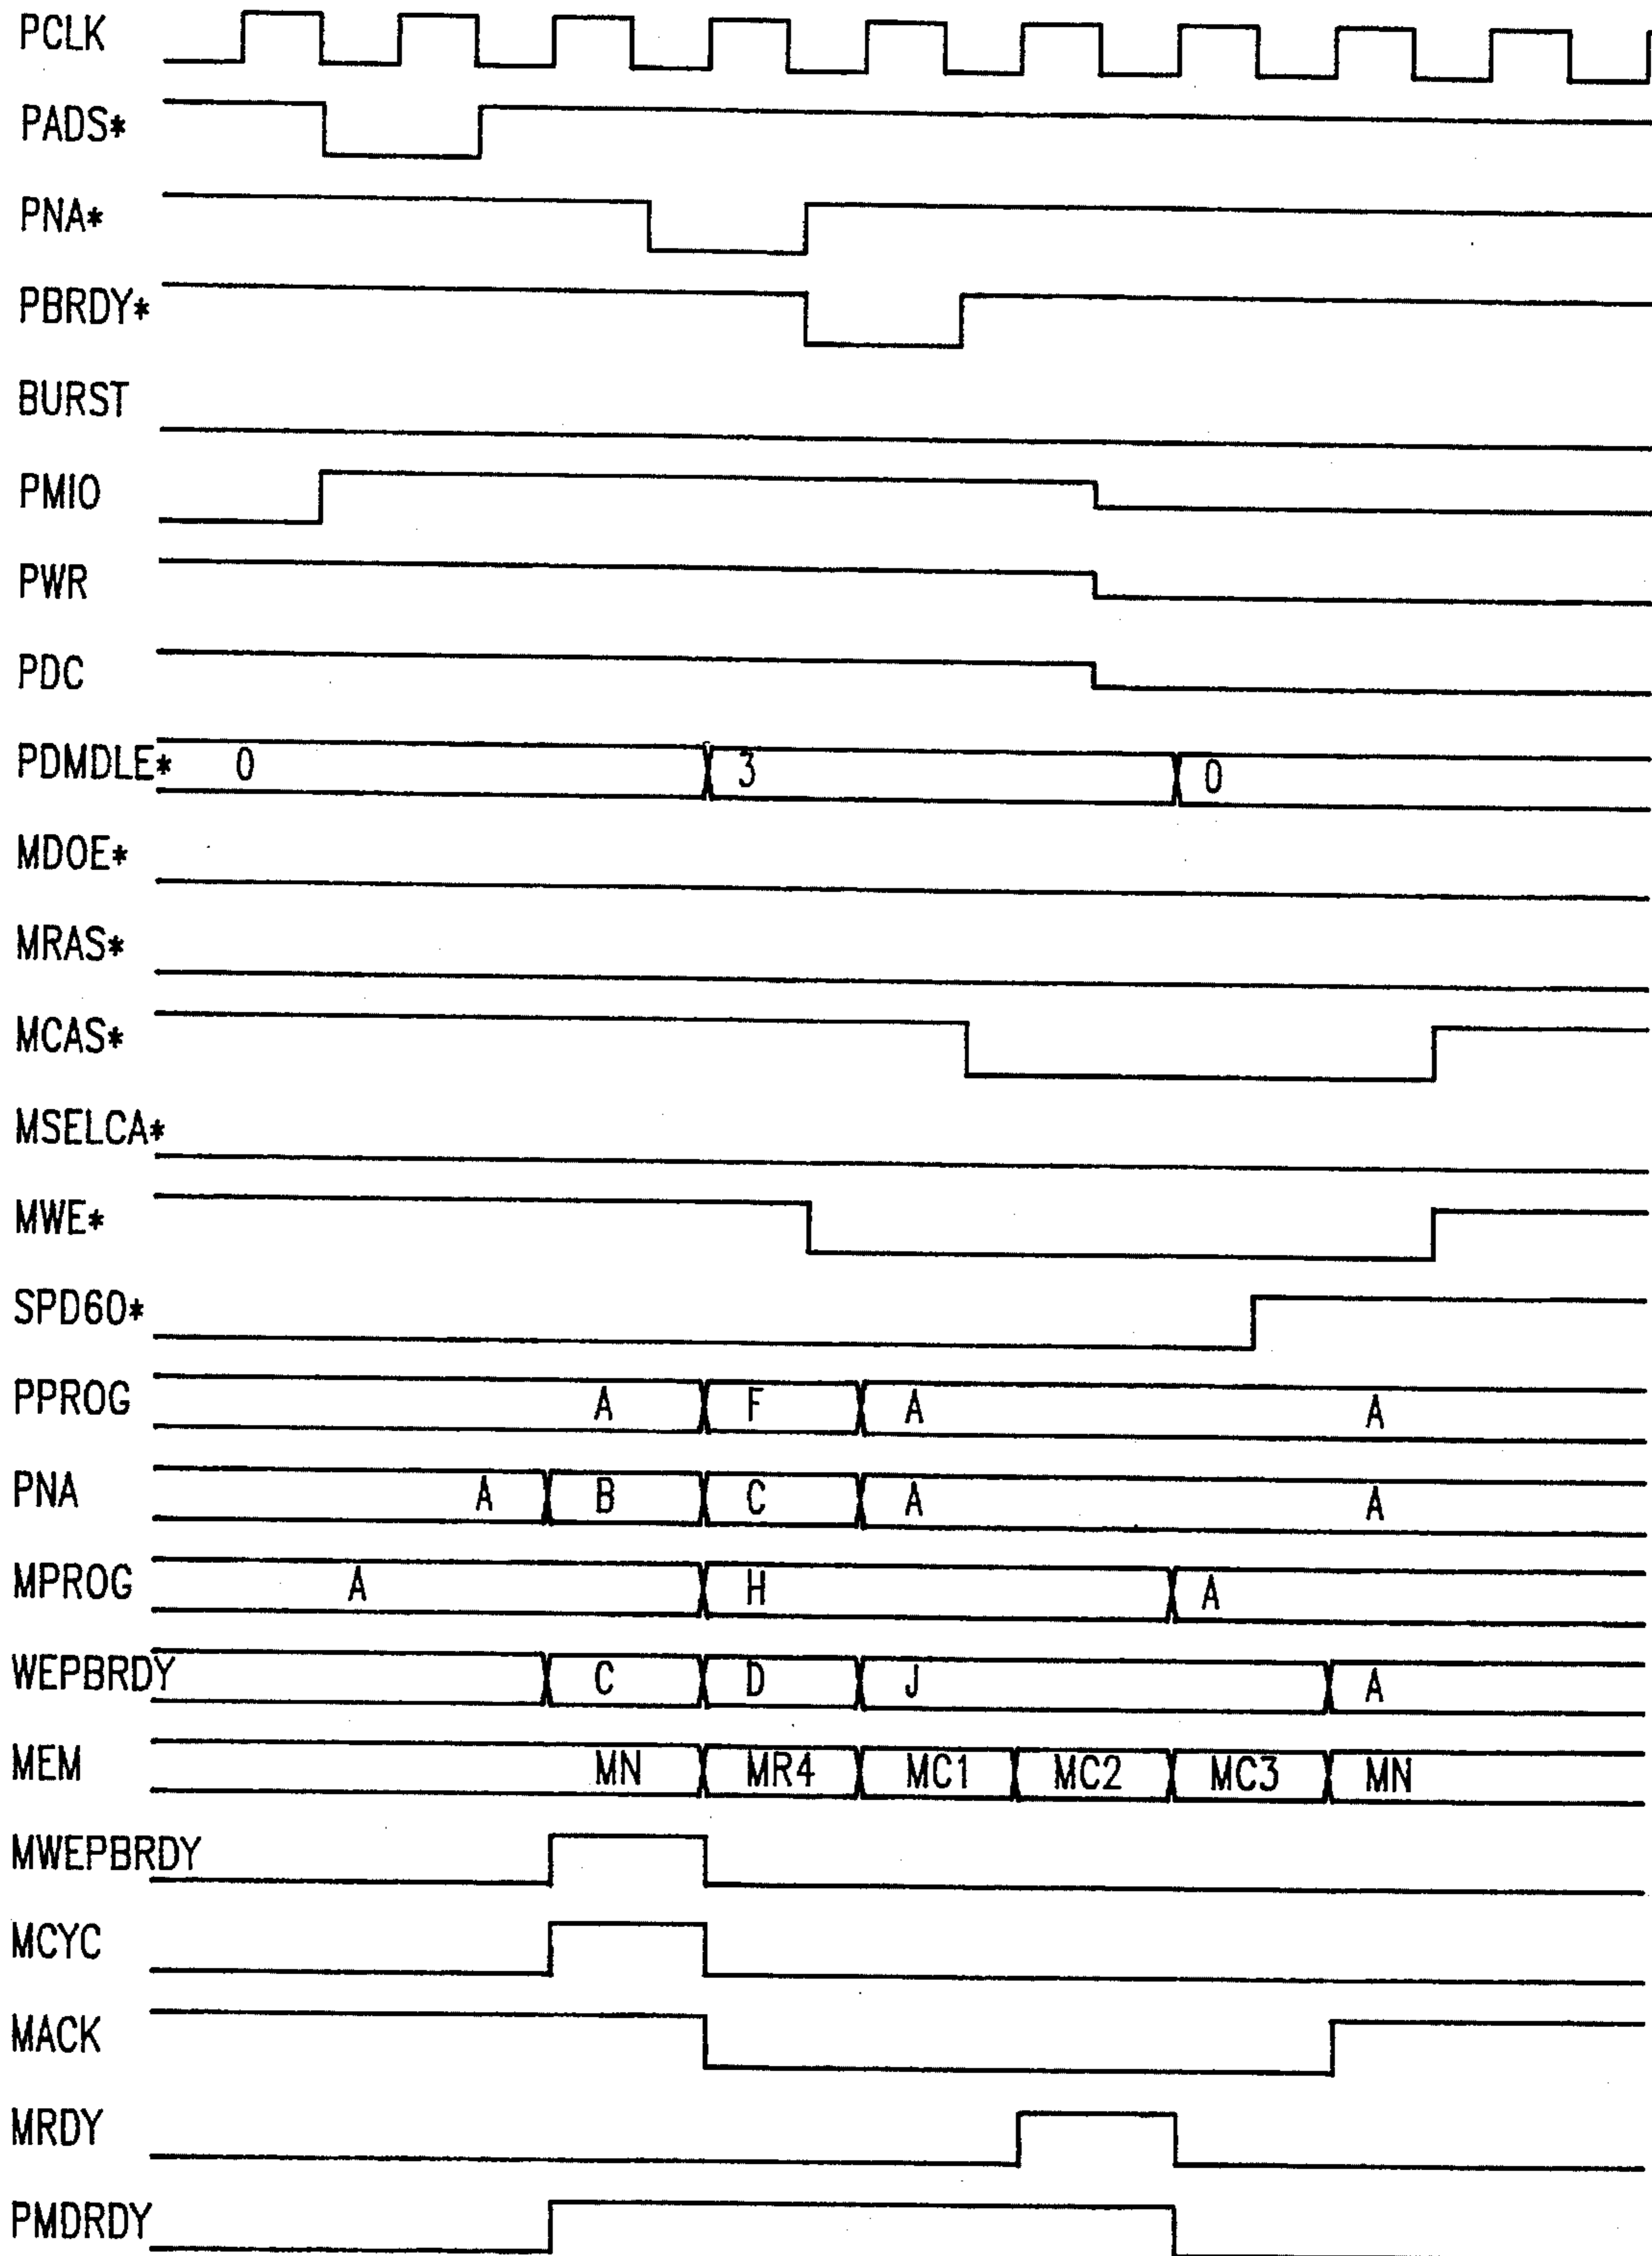 PCLK
PADS*
PNA*
PBRDY*
BURST
PMIO
PWR
PDC
PDMDLE* 0 3 0
MDOE*
MRAS*
MCAS*
MSELCA*
MWE*
SPD60*
PPROG A F A A
PNA A B C A A
MPROG A H A
WEPBRDY C D J A
MEM MN MR4 MC1 MC2 MC3 MN
MWEPBRDY
MCYC
MACK
MRDY
PMDRDY